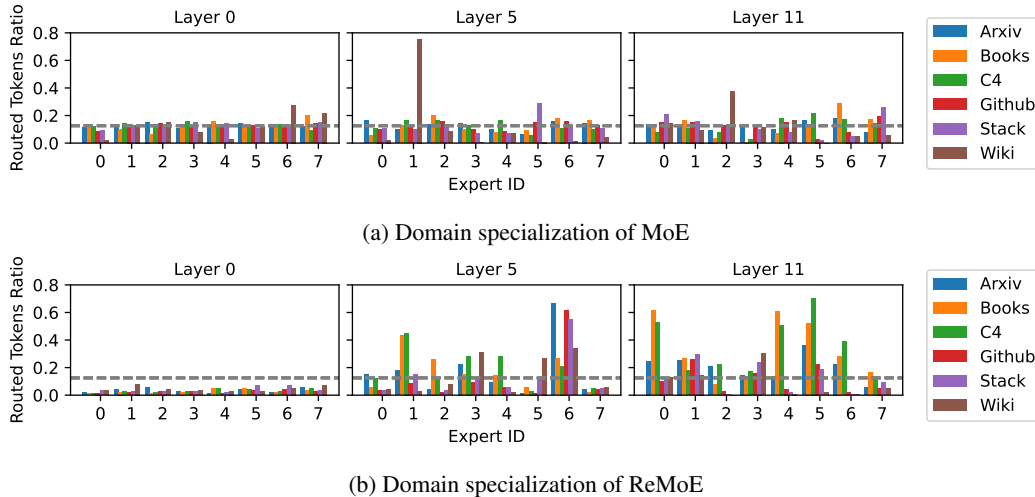 Layer 0 Layer 5 Layer 11
Routed Tokens Ratio
0.8
0.6
0.4
0.2
0.0
0 1 2 3 4 5 6 7 0 1 2 3 4 5 6 7 0 1 2 3 4 5 6 7
Expert ID
Arxiv
Books
C4
Github
Stack
Wiki
(a) Domain specialization of MoE
Layer 0 Layer 5 Layer 11
Routed Tokens Ratio
0.8
0.6
0.4
0.2
0.0
0 1 2 3 4 5 6 7 0 1 2 3 4 5 6 7 0 1 2 3 4 5 6 7
Expert ID
Arxiv
Books
C4
Github
Stack
Wiki
(b) Domain specialization of ReMoE